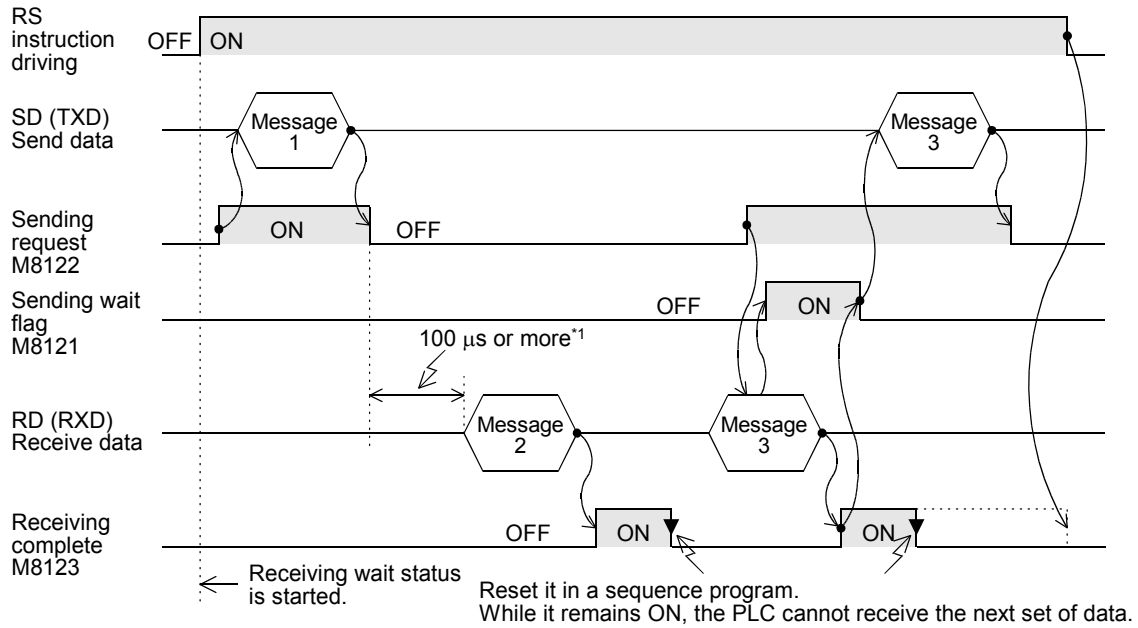 RS
instruction
driving
OFF ON
SD (TXD)
Send data
Message
1
Message
3
Sending
request
M8122
ON
OFF
Sending wait
flag
M8121
OFF
ON
100 μs or more*1
RD (RXD)
Receive data
Message
2
Message
3
Receiving
complete
M8123
OFF
ON
ON
Receiving wait status
is started.
Reset it in a sequence program.
While it remains ON, the PLC cannot receive the next set of data.